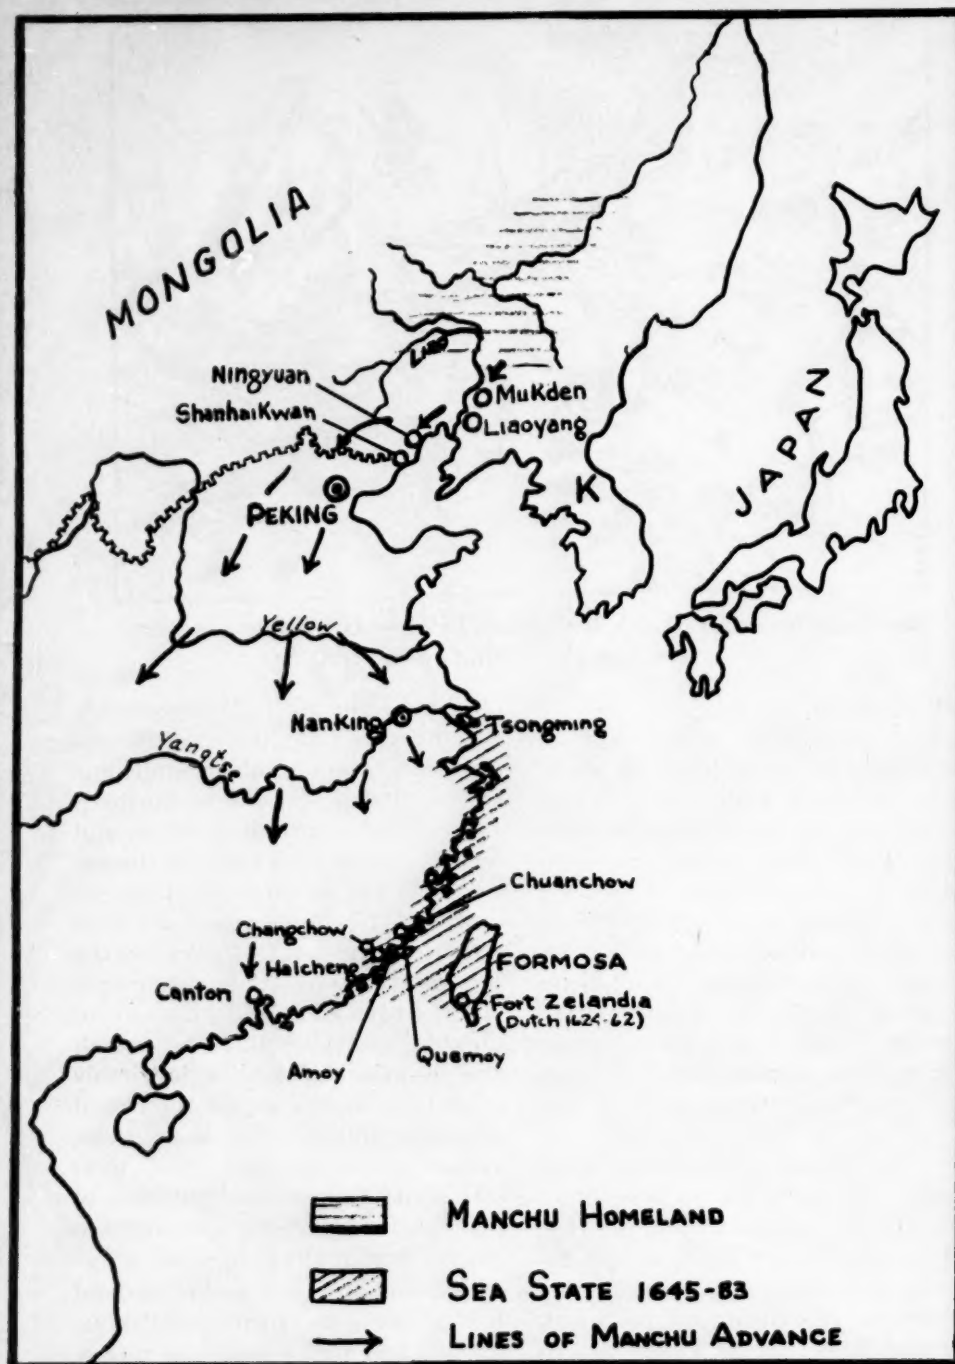 MONGOLIA
Liao
Ningyuan
Mukden
Shanhaikwan
Liaoyang
K
JAPAN
PEKING
Yellow
Nanking
Tsongming
Yangtse
Chuanchow
Changchow
Haicheng
FORMOSA
Canton
Fort Zelandia
(Dutch 1624-62)
Quemoy
Amoy
MANCHU HOMELAND
SEA STATE 1645-83
LINES OF MANCHU ADVANCE